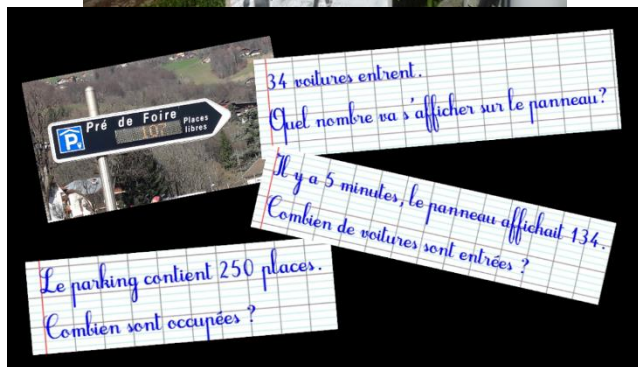 Pré de Foire
Places
libres
P
107
34 voitures entrent.
Quel nombre va s'afficher sur le panneau?
Il y a 5 minutes, le panneau affichait 134.
Combien de voitures sont entrées ?
Le parking contient 250 places.
Combien sont occupées ?